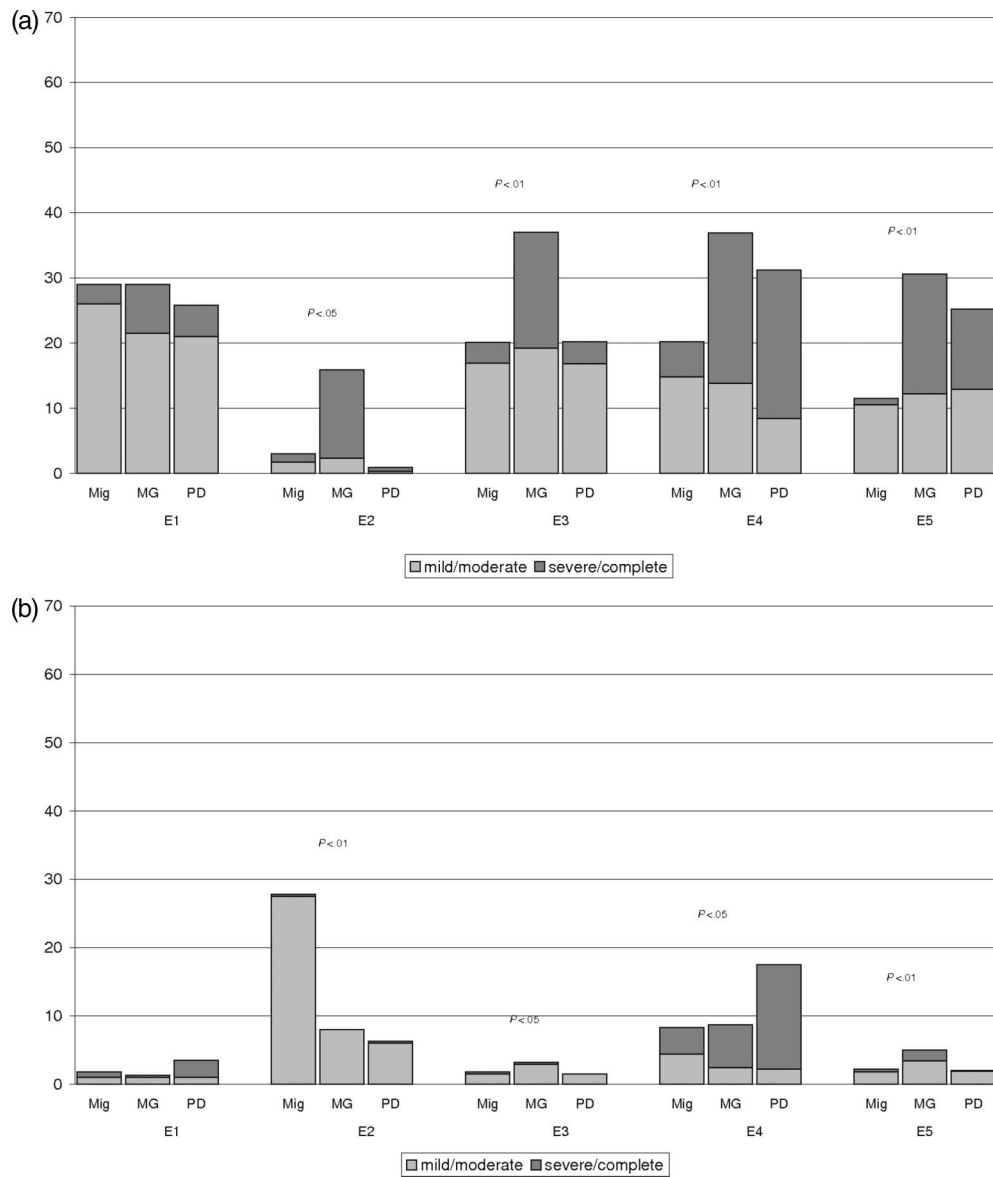 (a)
70
60
50
40
30
20
10
0
P<.05
P<.01
P<.01
P<.01
Mig MG PD Mig MG PD Mig MG PD Mig MG PD Mig MG PD
E1 E2 E3 E4 E5
mild/moderate severe/complete
(b)
70
60
50
40
30
20
10
0
P<.01
P<.05
P<.05
P<.01
Mig MG PD Mig MG PD Mig MG PD Mig MG PD Mig MG PD
E1 E2 E3 E4 E5
mild/moderate severe/complete